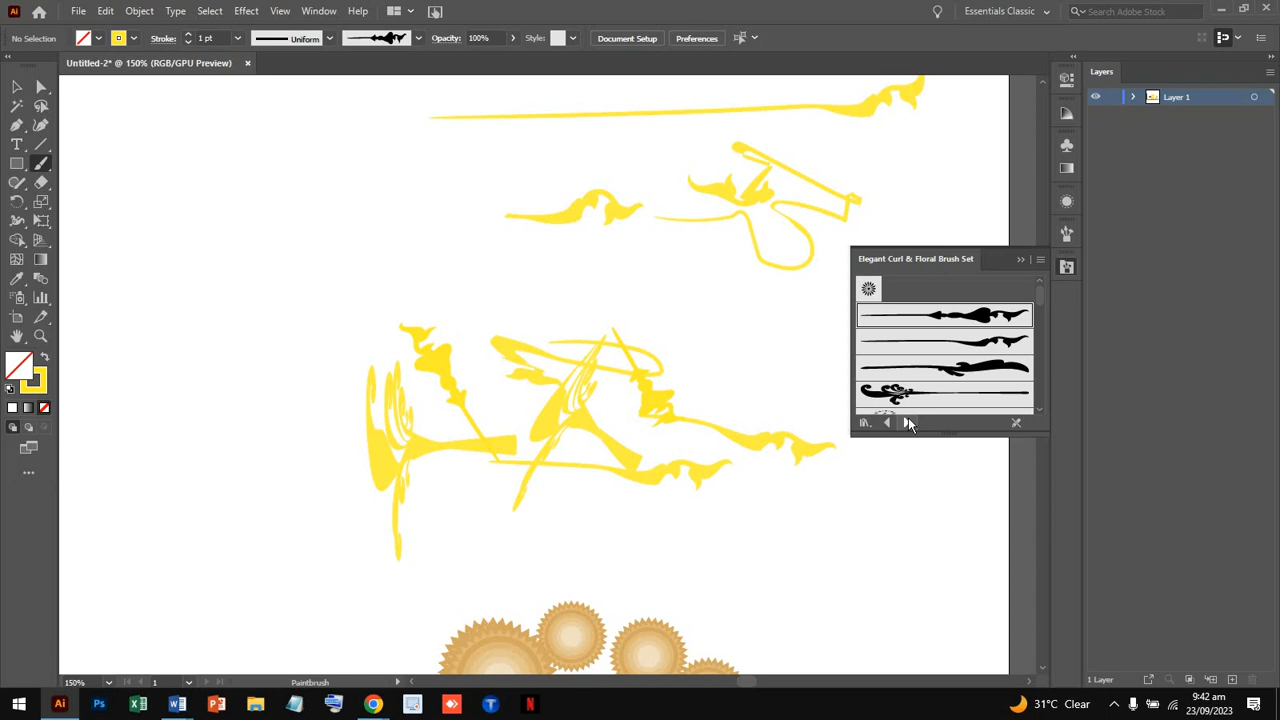 Ai File Edit Object Type Select Effect View Window Help Essentials Classic Search Adobe Stock
No Selection Stroke: 1 pt Uniform Opacity: 100% Style: Document Setup Preferences
Untitled-2* @ 150% (RGB/GPU Preview)
Layers
Layer 1
Elegant Curl & Floral Brush Set
150% 1 Paintbrush
1 Layer
Ai Ps 31°C Clear 9:42 am
23/09/2023